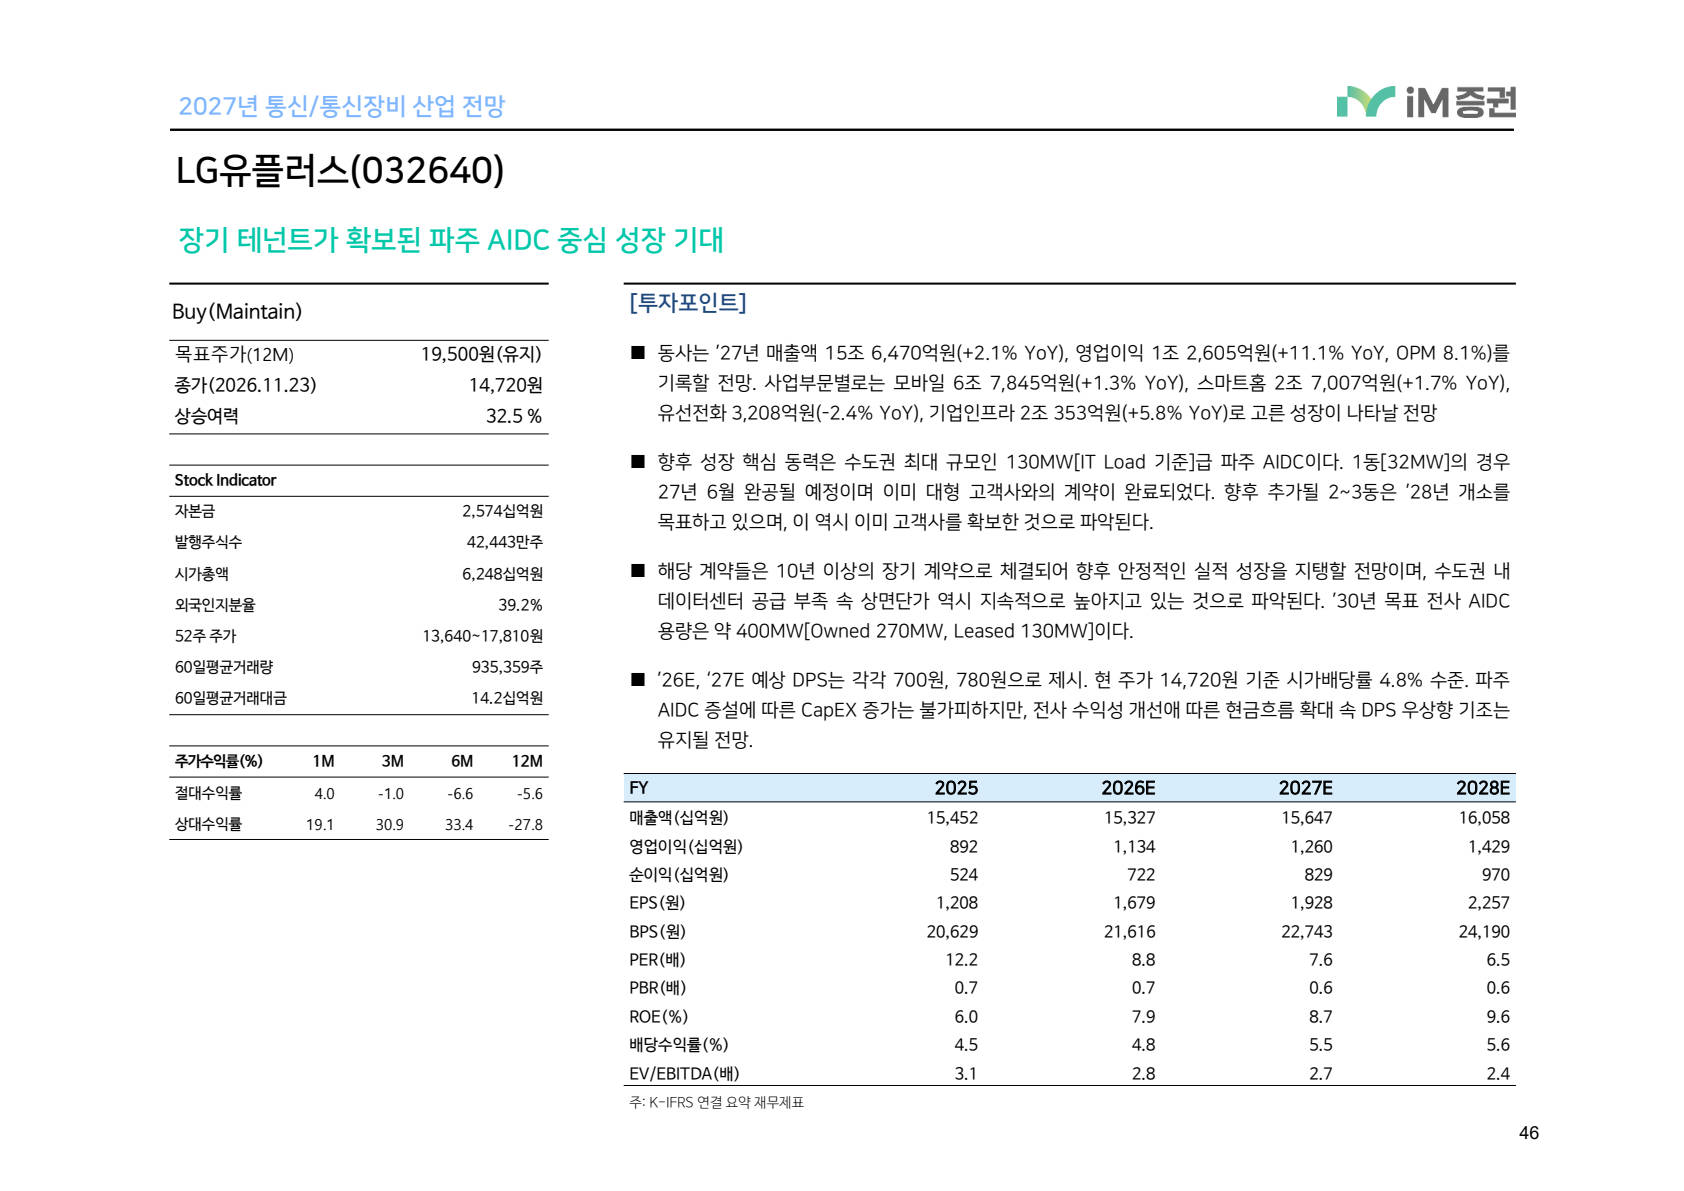 2027년 통신/통신장비 산업 전망
iM증권
LG유플러스(032640)
장기 테넌트가 확보된 파주 AIDC 중심 성장 기대
Buy(Maintain)
목표주가(12M) 19,500원(유지)
종가(2026.11.23) 14,720원
상승여력 32.5 %
Stock Indicator
자본금 2,574십억원
발행주식수 42,443만주
시가총액 6,248십억원
외국인지분율 39.2%
52주 주가 13,640~17,810원
60일평균거래량 935,359주
60일평균거래대금 14.2십억원
주가수익률(%) 1M 3M 6M 12M
절대수익률 4.0 -1.0 -6.6 -5.6
상대수익률 19.1 30.9 33.4 -27.8
[투자포인트]
■ 동사는 ’27년 매출액 15조 6,470억원(+2.1% YoY), 영업이익 1조 2,605억원(+11.1% YoY, OPM 8.1%)를
기록할 전망. 사업부문별로는 모바일 6조 7,845억원(+1.3% YoY), 스마트홈 2조 7,007억원(+1.7% YoY),
유선전화 3,208억원(-2.4% YoY), 기업인프라 2조 353억원(+5.8% YoY)로 고른 성장이 나타날 전망
■ 향후 성장 핵심 동력은 수도권 최대 규모인 130MW[IT Load 기준]급 파주 AIDC이다. 1동[32MW]의 경우
27년 6월 완공될 예정이며 이미 대형 고객사와의 계약이 완료되었다. 향후 추가될 2~3동은 ’28년 개소를
목표하고 있으며, 이 역시 이미 고객사를 확보한 것으로 파악된다.
■ 해당 계약들은 10년 이상의 장기 계약으로 체결되어 향후 안정적인 실적 성장을 지탱할 전망이며, 수도권 내
데이터센터 공급 부족 속 상면단가 역시 지속적으로 높아지고 있는 것으로 파악된다. ’30년 목표 전사 AIDC
용량은 약 400MW[Owned 270MW, Leased 130MW]이다.
■ ’26E, ‘27E 예상 DPS는 각각 700원, 780원으로 제시. 현 주가 14,720원 기준 시가배당률 4.8% 수준. 파주
AIDC 증설에 따른 CapEX 증가는 불가피하지만, 전사 수익성 개선애 따른 현금흐름 확대 속 DPS 우상향 기조는
유지될 전망.
FY 2025 2026E 2027E 2028E
매출액(십억원) 15,452 15,327 15,647 16,058
영업이익(십억원) 892 1,134 1,260 1,429
순이익(십억원) 524 722 829 970
EPS(원) 1,208 1,679 1,928 2,257
BPS(원) 20,629 21,616 22,743 24,190
PER(배) 12.2 8.8 7.6 6.5
PBR(배) 0.7 0.7 0.6 0.6
ROE(%) 6.0 7.9 8.7 9.6
배당수익률(%) 4.5 4.8 5.5 5.6
EV/EBITDA(배) 3.1 2.8 2.7 2.4
주: K-IFRS 연결 요약 재무제표
46